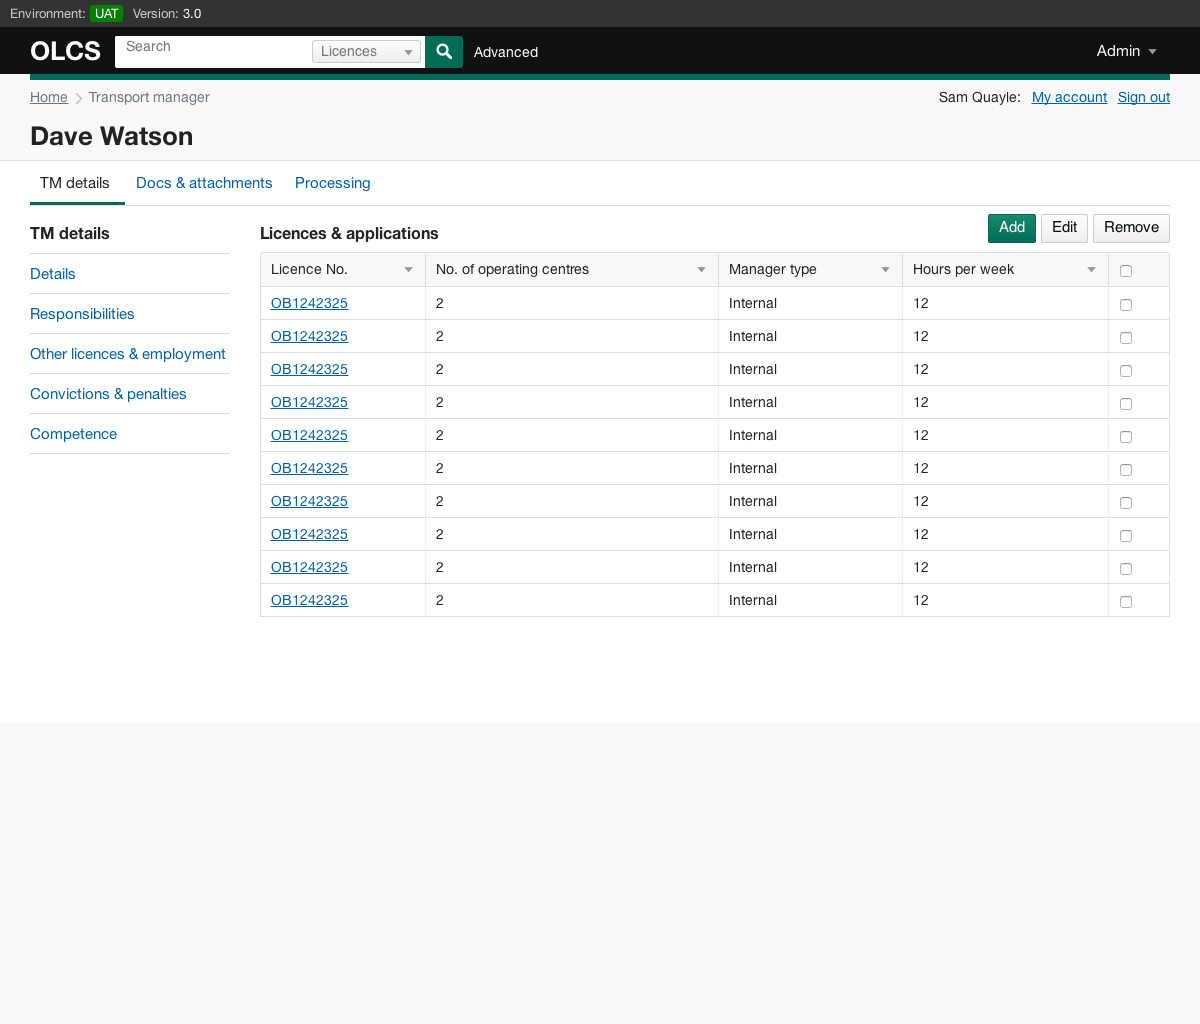 Environment: UAT Version: 3.0
OLCS Search Licences Advanced Admin
Home Transport manager Sam Quayle: My account Sign out
Dave Watson
TM details Docs & attachments Processing
TM details
Details
Responsibilities
Other licences & employment
Convictions & penalties
Competence
Licences & applications Add Edit Remove
Licence No. No. of operating centres Manager type Hours per week
OB1242325 2 Internal 12
OB1242325 2 Internal 12
OB1242325 2 Internal 12
OB1242325 2 Internal 12
OB1242325 2 Internal 12
OB1242325 2 Internal 12
OB1242325 2 Internal 12
OB1242325 2 Internal 12
OB1242325 2 Internal 12
OB1242325 2 Internal 12